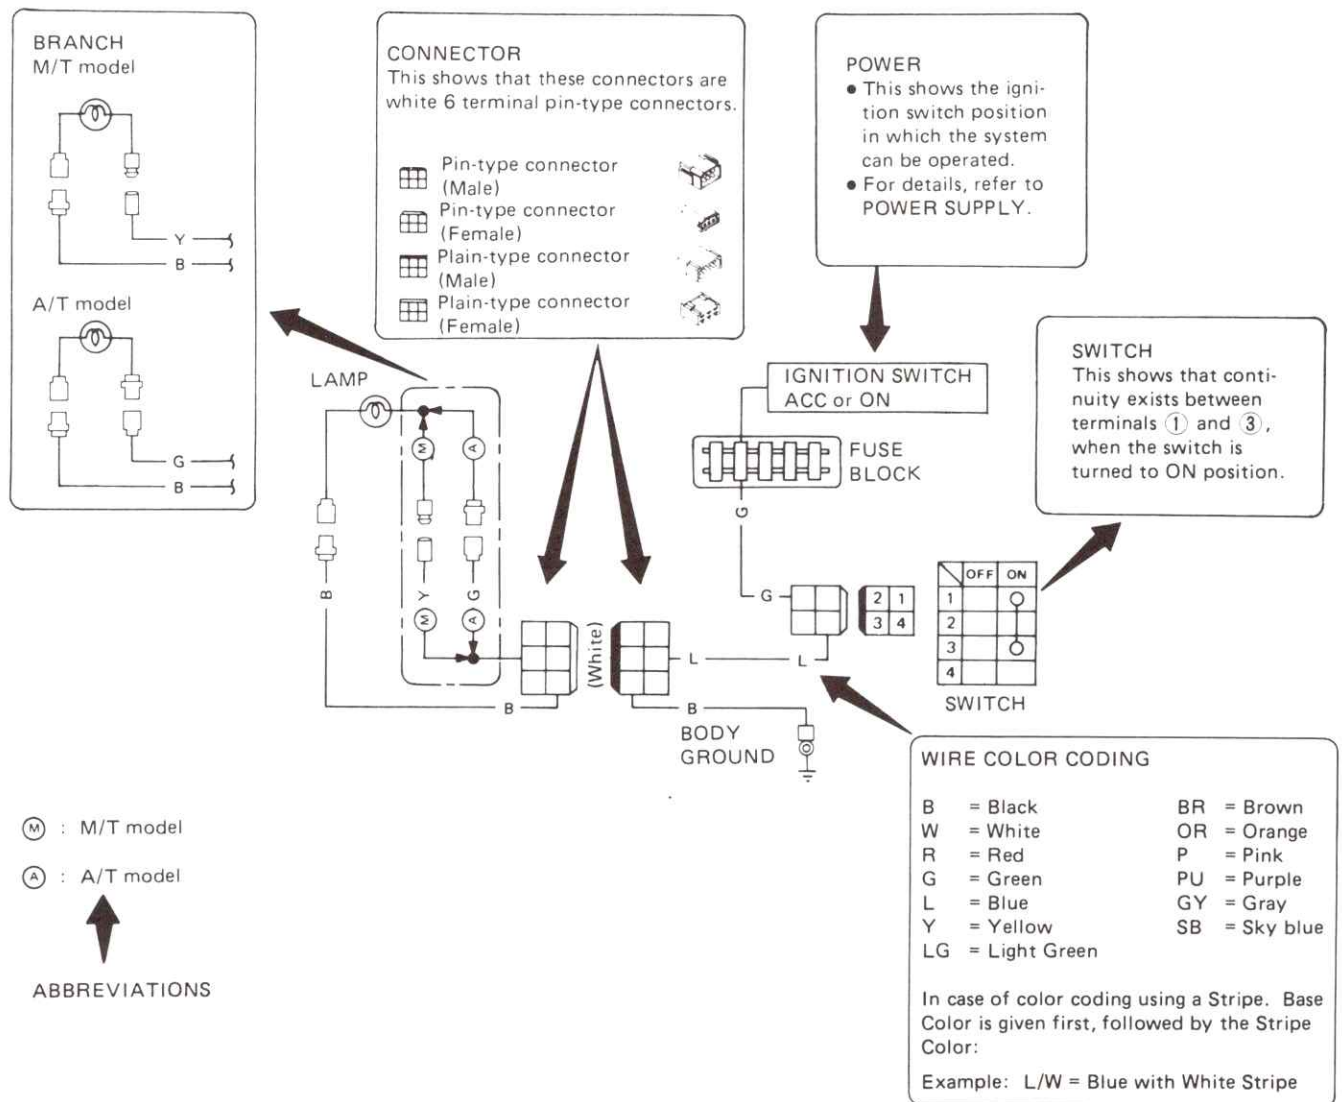 BRANCH
M/T model
Y
B
A/T model
G
B
CONNECTOR
This shows that these connectors are
white 6 terminal pin-type connectors.
Pin-type connector
(Male)
Pin-type connector
(Female)
Plain-type connector
(Male)
Plain-type connector
(Female)
POWER
• This shows the igni-
tion switch position
in which the system
can be operated.
• For details, refer to
POWER SUPPLY.
SWITCH
This shows that conti-
nuity exists between
terminals ① and ③,
when the switch is
turned to ON position.
LAMP
M
A
B
Y
G
M
A
B
(White)
IGNITION SWITCH
ACC or ON
FUSE
BLOCK
G
G
2 1
3 4
L
L
B
BODY
GROUND
OFF ON
1
2
3
4
SWITCH
WIRE COLOR CODING
B = Black
W = White
R = Red
G = Green
L = Blue
Y = Yellow
LG = Light Green
BR = Brown
OR = Orange
P = Pink
PU = Purple
GY = Gray
SB = Sky blue
In case of color coding using a Stripe. Base
Color is given first, followed by the Stripe
Color:
Example: L/W = Blue with White Stripe
Ⓜ : M/T model
Ⓐ : A/T model
ABBREVIATIONS